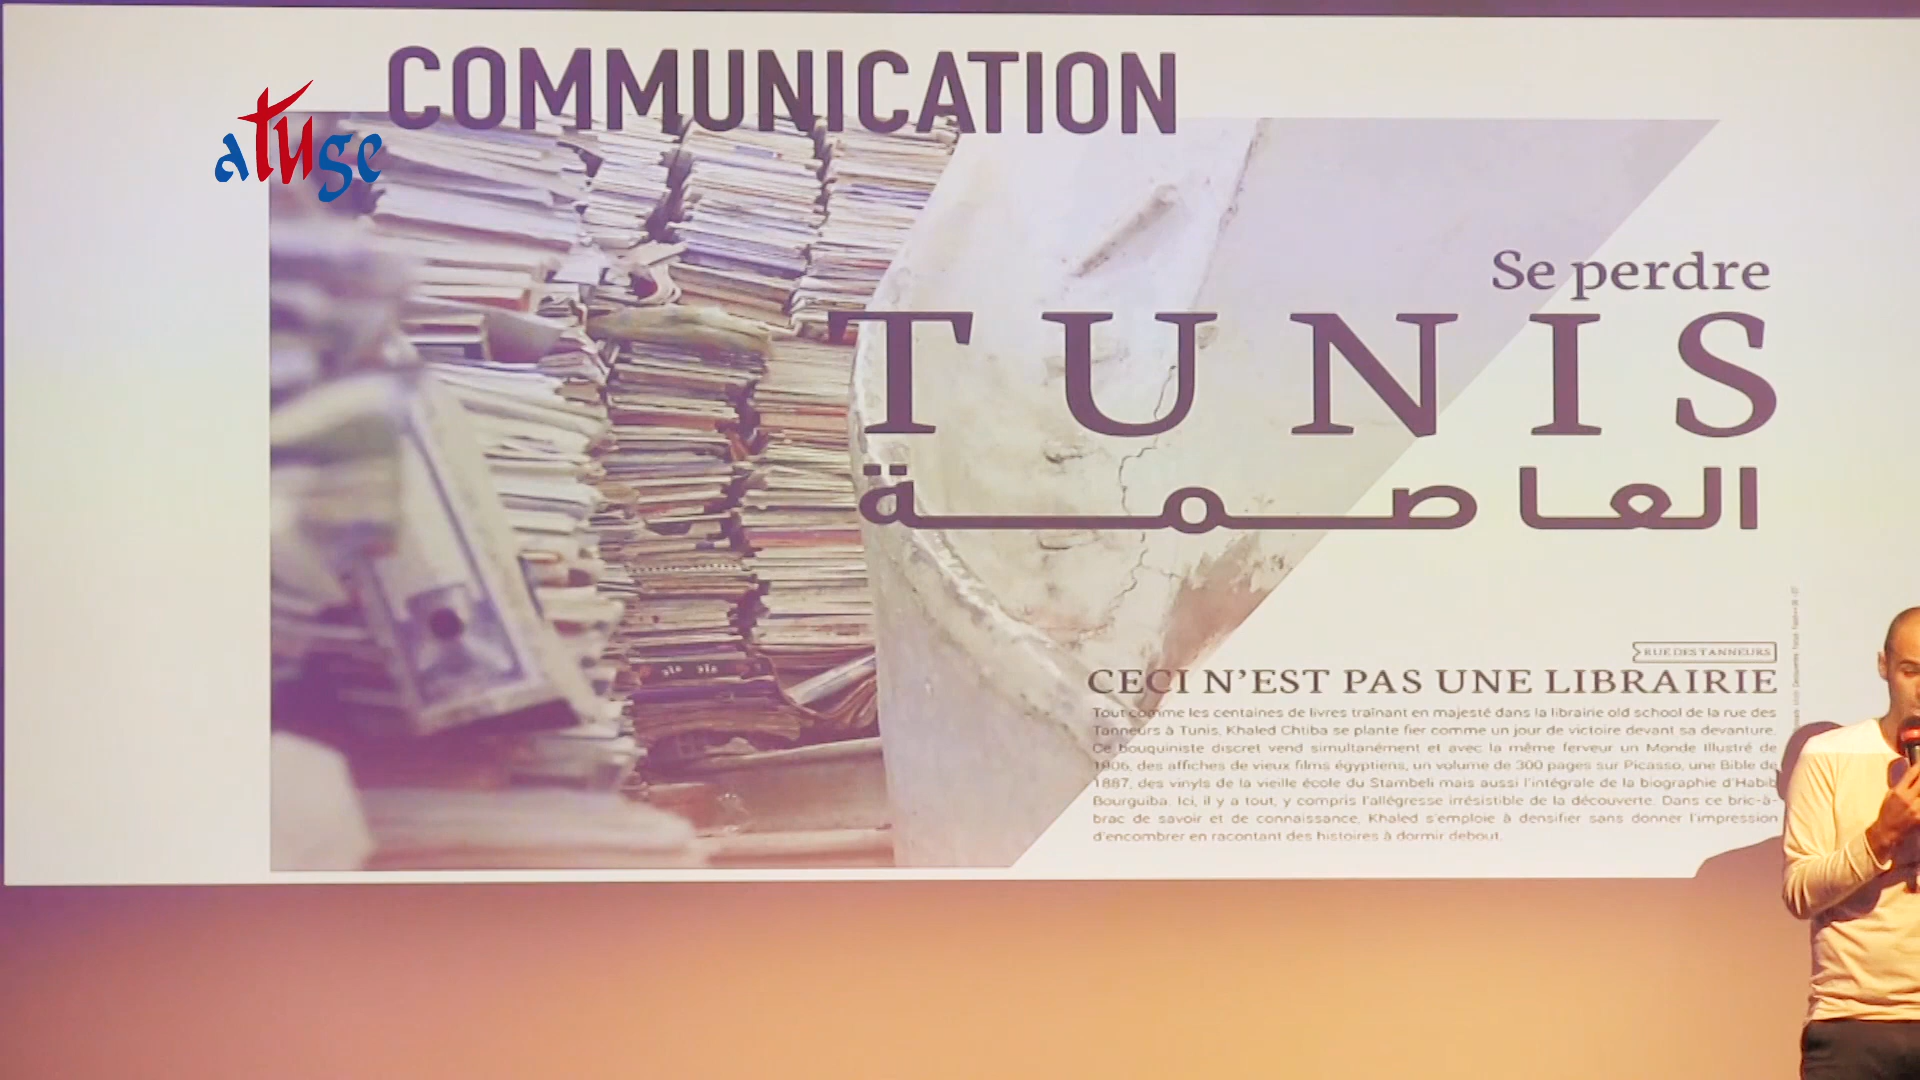 COMMUNICATION
aTUge
Se perdre
TUNIS
العاصمة
RUE DES TANNEURS
CECI N'EST PAS UNE LIBRAIRIE
Tout comme les centaines de livres traînant en majesté dans la librairie old school de la rue des
Tanneurs à Tunis, Khaled Chtiba se plante fier comme un jour de victoire devant sa devanture.
Ce bouquiniste discret vend simultanément et avec la même ferveur un Monde Illustré de
1906, des affiches de vieux films égyptiens, un volume de 300 pages sur Picasso, une Bible de
1887, des vinyls de la vieille école du Stambeli mais aussi l'intégrale de la biographie d'Habib
Bourguiba. Ici, il y a tout, y compris l'allégresse irrésistible de la découverte. Dans ce bric-à-
brac de savoir et de connaissance, Khaled s'emploie à densifier sans donner l'impression
d'encombrer en racontant des histoires à dormir debout.